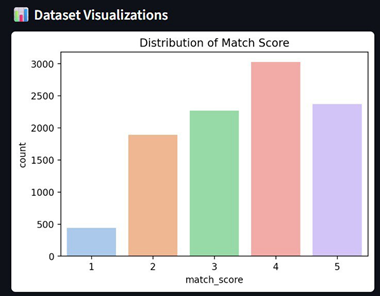 Dataset Visualizations
Distribution of Match Score
3000
2500
2000
1500
1000
500
0
count
1 2 3 4 5
match_score